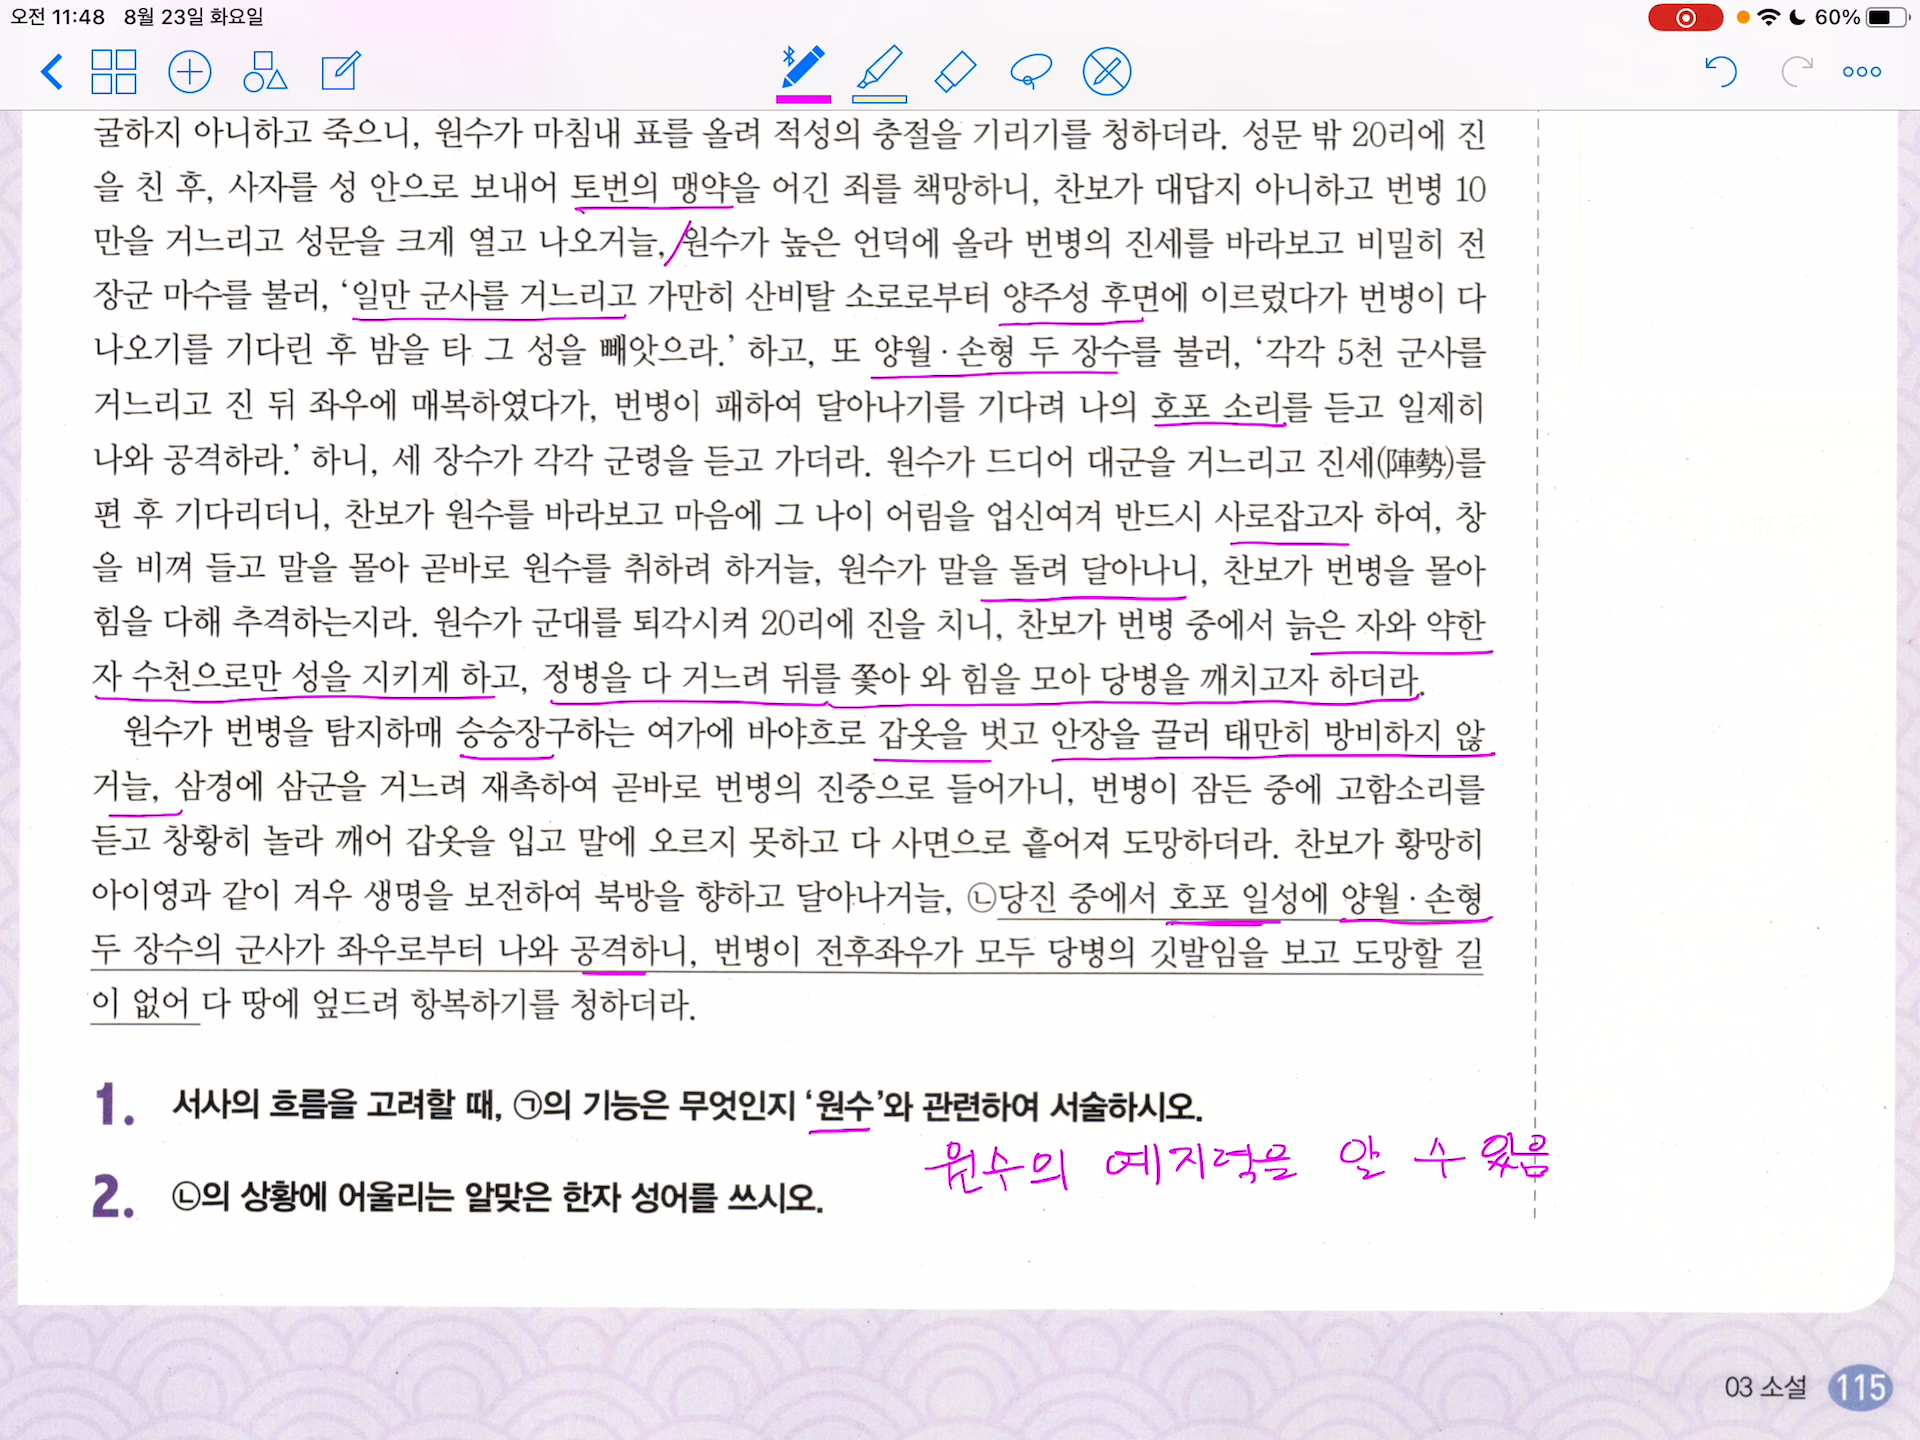 오전 11:48 8월 23일 화요일
60%
굴하지 아니하고 죽으니, 원수가 마침내 표를 올려 적성의 충절을 기리기를 청하더라. 성문 밖 20리에 진
을 친 후, 사자를 성 안으로 보내어 토번의 맹약을 어긴 죄를 책망하니, 찬보가 대답지 아니하고 번병 10
만을 거느리고 성문을 크게 열고 나오거늘, 원수가 높은 언덕에 올라 번병의 진세를 바라보고 비밀히 전
장군 마수를 불러, ‘일만 군사를 거느리고 가만히 산비탈 소로로부터 양주성 후면에 이르렀다가 번병이 다
나오기를 기다린 후 밤을 타 그 성을 빼앗으라.’ 하고, 또 양월·손형 두 장수를 불러, ‘각각 5천 군사를
거느리고 진 뒤 좌우에 매복하였다가, 번병이 패하여 달아나기를 기다려 나의 호포 소리를 듣고 일제히
나와 공격하라.’ 하니, 세 장수가 각각 군령을 듣고 가더라. 원수가 드디어 대군을 거느리고 진세(陣勢)를
편 후 기다리더니, 찬보가 원수를 바라보고 마음에 그 나이 어림을 업신여겨 반드시 사로잡고자 하여, 창
을 비껴 들고 말을 몰아 곧바로 원수를 취하려 하거늘, 원수가 말을 돌려 달아나니, 찬보가 번병을 몰아
힘을 다해 추격하는지라. 원수가 군대를 퇴각시켜 20리에 진을 치니, 찬보가 번병 중에서 늙은 자와 약한
자 수천으로만 성을 지키게 하고, 정병을 다 거느려 뒤를 쫓아 와 힘을 모아 당병을 깨치고자 하더라.
원수가 번병을 탐지하매 승승장구하는 여가에 바야흐로 갑옷을 벗고 안장을 끌러 태만히 방비하지 않
거늘, 삼경에 삼군을 거느려 재촉하여 곧바로 번병의 진중으로 들어가니, 번병이 잠든 중에 고함소리를
듣고 창황히 놀라 깨어 갑옷을 입고 말에 오르지 못하고 다 사면으로 흩어져 도망하더라. 찬보가 황망히
아이영과 같이 겨우 생명을 보전하여 북방을 향하고 달아나거늘, ㉡당진 중에서 호포 일성에 양월·손형
두 장수의 군사가 좌우로부터 나와 공격하니, 번병이 전후좌우가 모두 당병의 깃발임을 보고 도망할 길
이 없어 다 땅에 엎드려 항복하기를 청하더라.
1. 서사의 흐름을 고려할 때, ㉠의 기능은 무엇인지 ‘원수’와 관련하여 서술하시오.
원수의 예지력을 알 수 있음
2. ㉡의 상황에 어울리는 알맞은 한자 성어를 쓰시오.
03 소설 115